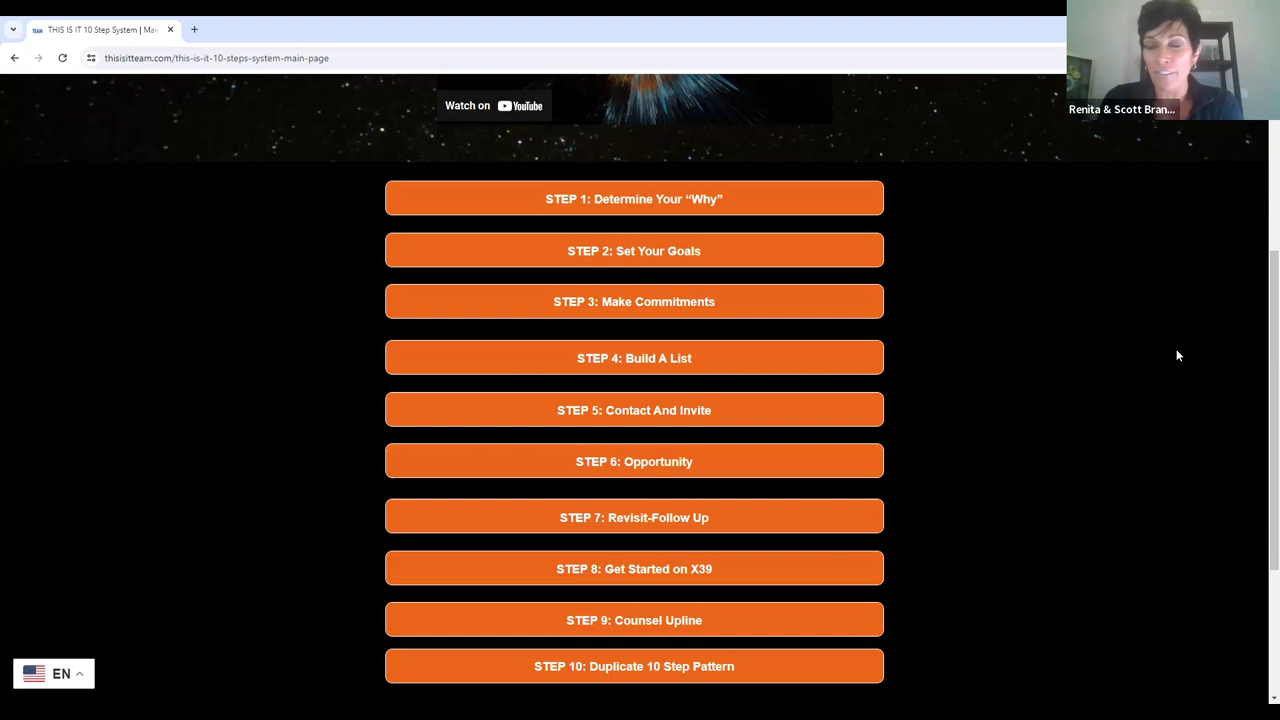 THIS IS IT 10 Step System | Mai
thisisitteam.com/this-is-it-10-steps-system-main-page
Renita & Scott Bran...
Watch on YouTube
STEP 1: Determine Your “Why”
STEP 2: Set Your Goals
STEP 3: Make Commitments
STEP 4: Build A List
STEP 5: Contact And Invite
STEP 6: Opportunity
STEP 7: Revisit-Follow Up
STEP 8: Get Started on X39
STEP 9: Counsel Upline
STEP 10: Duplicate 10 Step Pattern
EN